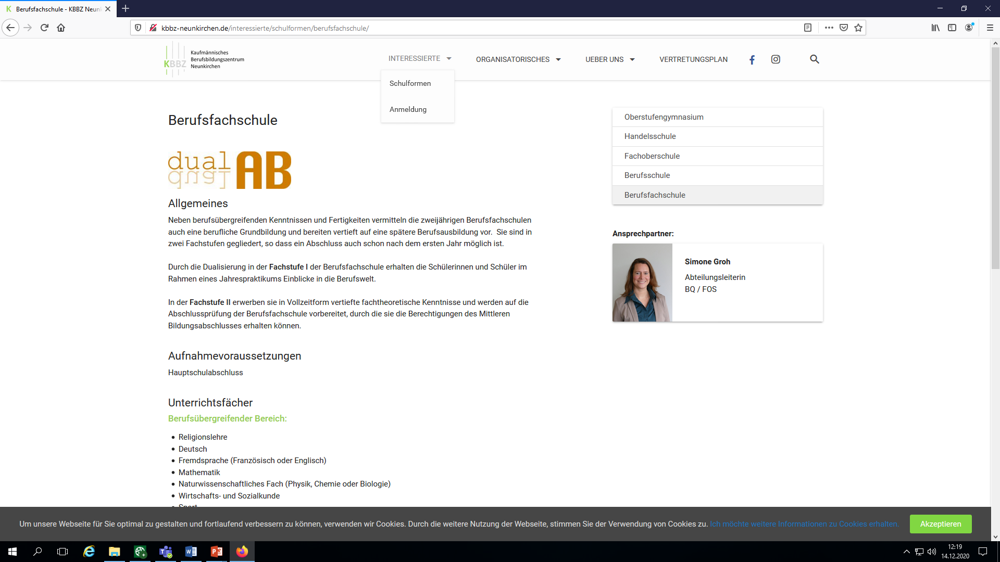 Berufsfachschule - KBBZ Neun
kbbz-neunkirchen.de/interessierte/schulformen/berufsfachschule/
KBBZ
Kaufmännisches
Berufsbildungszentrum
Neunkirchen
INTERESSIERTE
ORGANISATORISCHES
UEBER UNS
VERTRETUNGSPLAN
Schulformen
Anmeldung
Berufsfachschule
dual AB
Allgemeines
Neben berufsübergreifenden Kenntnissen und Fertigkeiten vermitteln die zweijährigen Berufsfachschulen
auch eine berufliche Grundbildung und bereiten vertieft auf eine spätere Berufsausbildung vor. Sie sind in
zwei Fachstufen gegliedert, so dass ein Abschluss auch schon nach dem ersten Jahr möglich ist.
Durch die Dualisierung in der Fachstufe I der Berufsfachschule erhalten die Schülerinnen und Schüler im
Rahmen eines Jahrespraktikums Einblicke in die Berufswelt.
In der Fachstufe II erwerben sie in Vollzeitform vertiefte fachtheoretische Kenntnisse und werden auf die
Abschlussprüfung der Berufsfachschule vorbereitet, durch die sie die Berechtigungen des Mittleren
Bildungsabschlusses erhalten können.
Aufnahmevoraussetzungen
Hauptschulabschluss
Unterrichtsfächer
Berufsübergreifender Bereich:
Religionslehre
Deutsch
Fremdsprache (Französisch oder Englisch)
Mathematik
Naturwissenschaftliches Fach (Physik, Chemie oder Biologie)
Wirtschafts- und Sozialkunde
Sport
Oberstufengymnasium
Handelsschule
Fachoberschule
Berufsschule
Berufsfachschule
Ansprechpartner:
Simone Groh
Abteilungsleiterin
BQ / FOS
Um unsere Webseite für Sie optimal zu gestalten und fortlaufend verbessern zu können, verwenden wir Cookies. Durch die weitere Nutzung der Webseite, stimmen Sie der Verwendung von Cookies zu. Ich möchte weitere Informationen zu Cookies erhalten.
Akzeptieren
12:19
14.12.2020